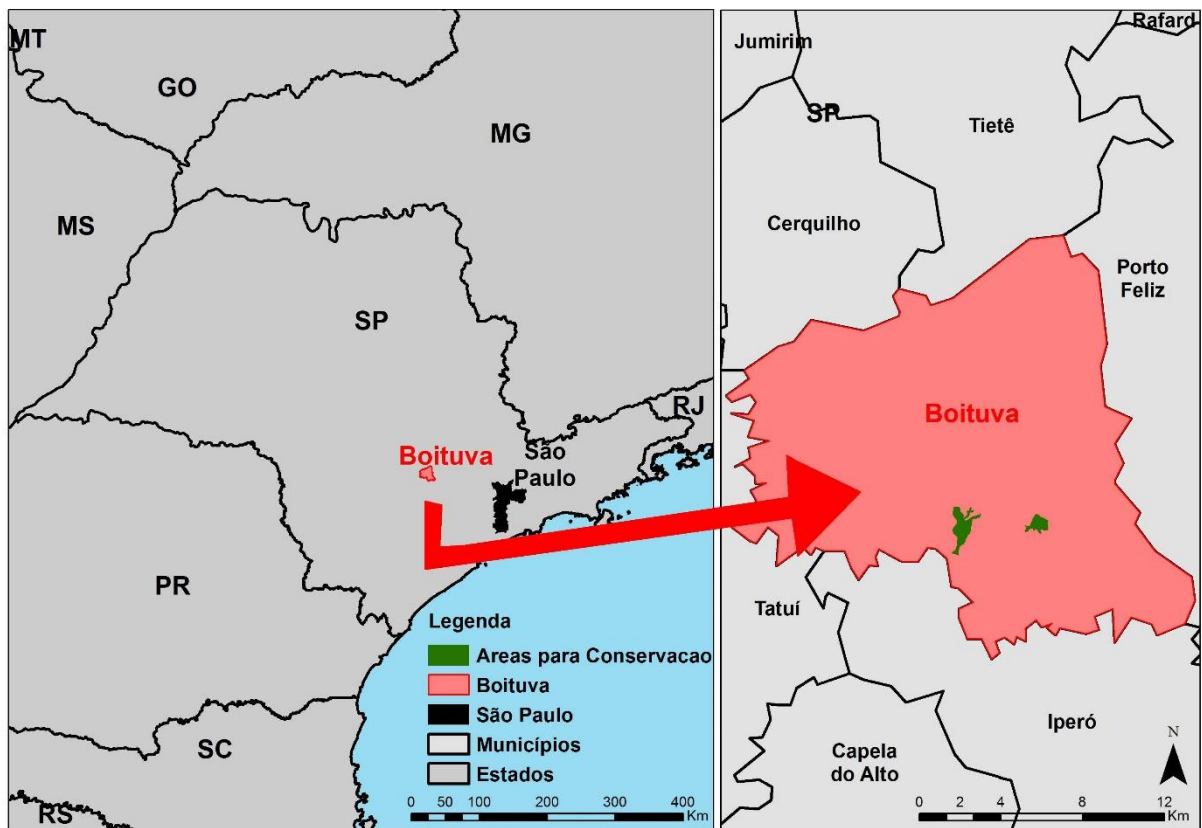 MT
GO
MG
MS
SP
RJ
Boituva
São
Paulo
PR
SC
RS
Legenda
Areas para Conservacao
Boituva
São Paulo
Municípios
Estados
0 50 100 200 300 400
Km
Rafard
Jumirim
SP
Tietê
Cerquilho
Porto
Feliz
Boituva
Tatuí
Iperó
Capela
do Alto
N
0 2 4 8 12
Km